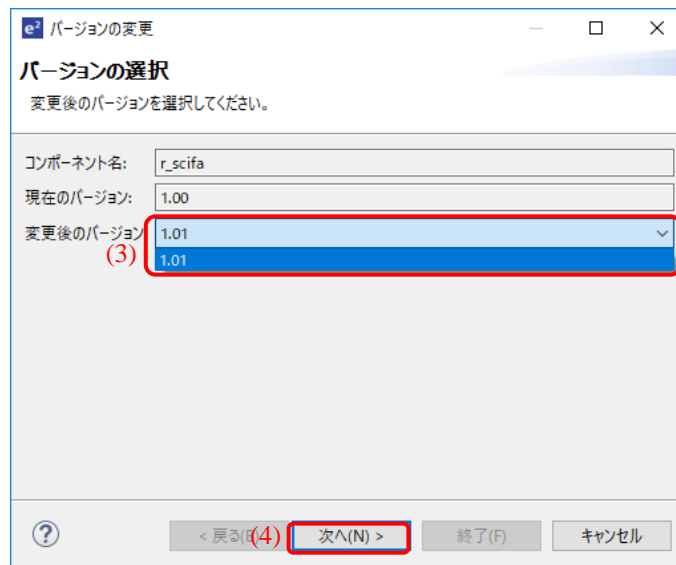 e² バージョンの変更
バージョンの選択
変更後のバージョンを選択してください。
コンポーネント名: r_scifa
現在のバージョン: 1.00
変更後のバージョン 1.01
(3) 1.01
< 戻る(B) (4) 次へ(N) > 終了(F) キャンセル